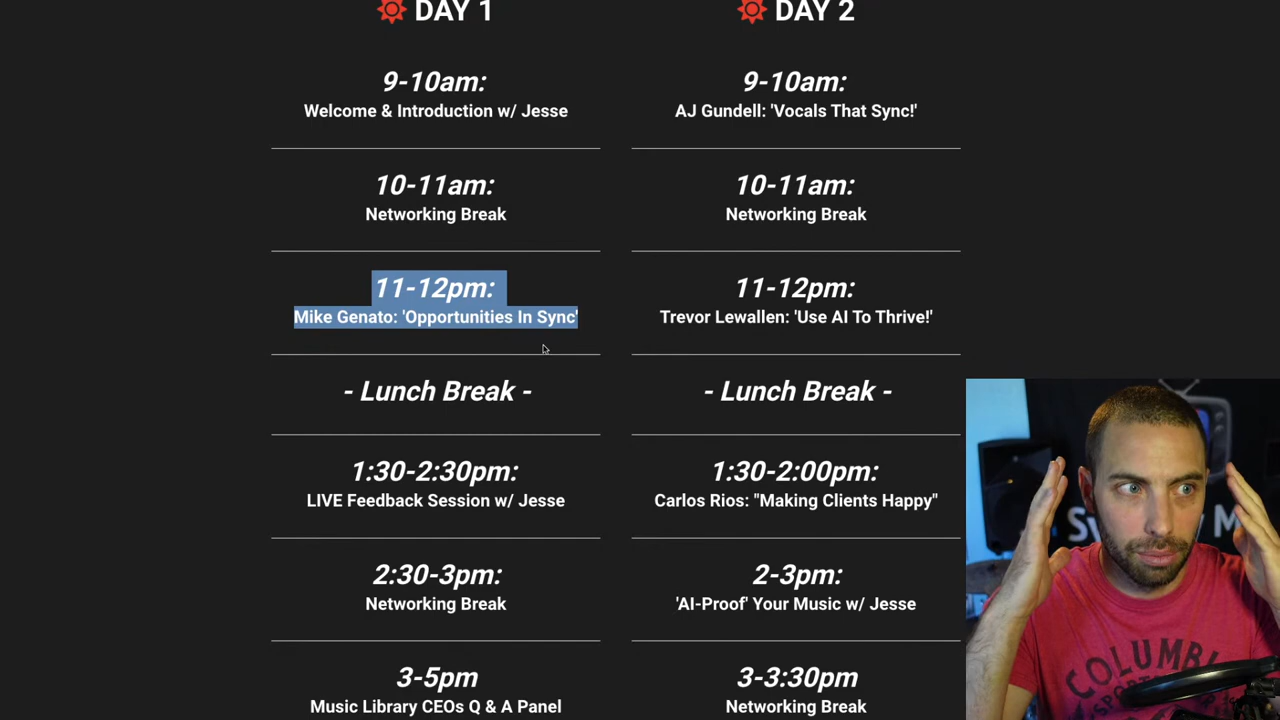 DAY 1
9-10am:
Welcome & Introduction w/ Jesse
10-11am:
Networking Break
11-12pm:
Mike Genato: 'Opportunities In Sync'
- Lunch Break -
1:30-2:30pm:
LIVE Feedback Session w/ Jesse
2:30-3pm:
Networking Break
3-5pm
Music Library CEOs Q & A Panel
DAY 2
9-10am:
AJ Gundell: 'Vocals That Sync!'
10-11am:
Networking Break
11-12pm:
Trevor Lewallen: 'Use AI To Thrive!'
- Lunch Break -
1:30-2:00pm:
Carlos Rios: "Making Clients Happy"
2-3pm:
'AI-Proof' Your Music w/ Jesse
3-3:30pm
Networking Break